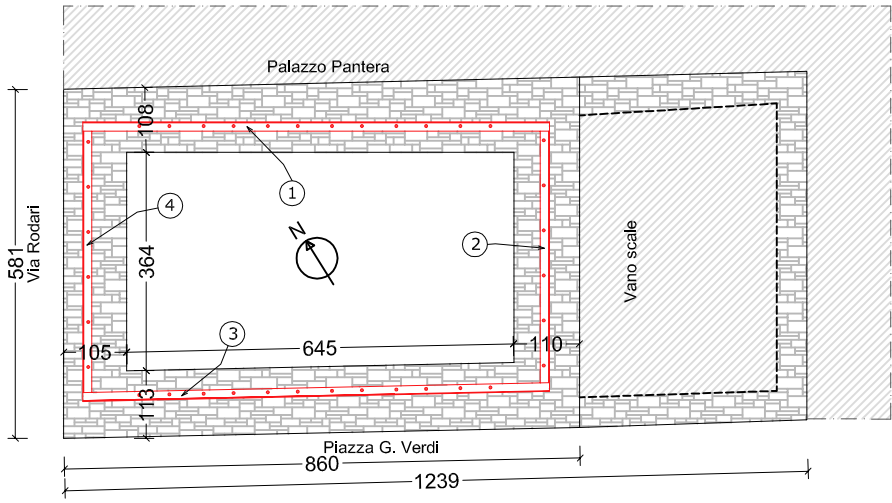 Palazzo Pantera
108
1
4
2
N
364
581
Via Rodari
Vano scale
3
105
645
110
113
Piazza G. Verdi
860
1239